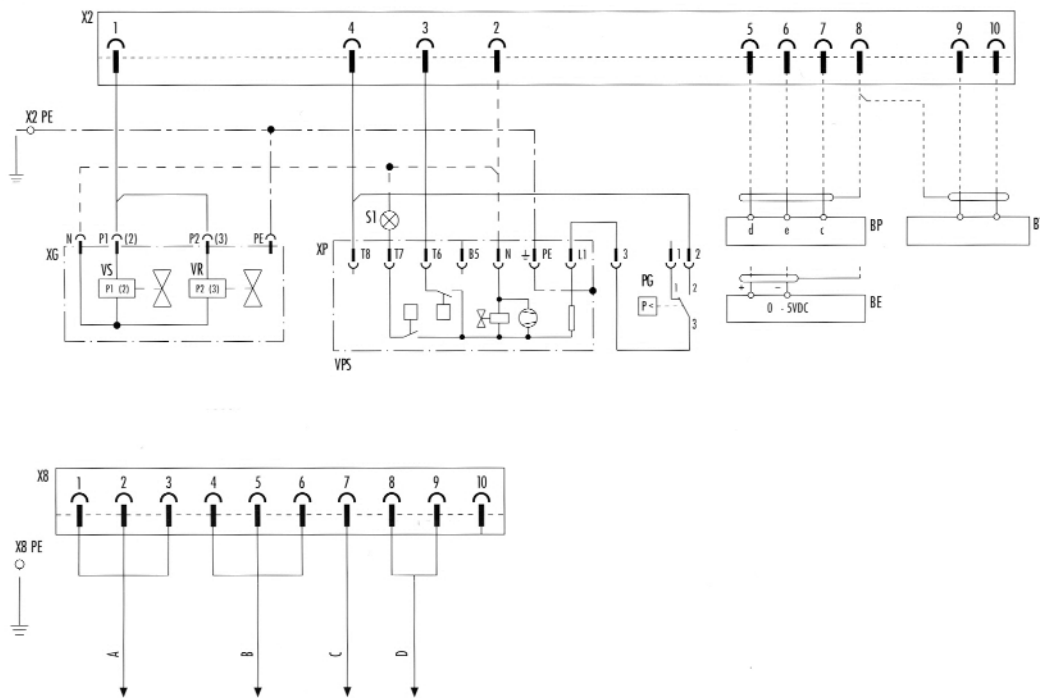 X2
1 4 3 2 5 6 7 8 9 10
X2 PE
S1
N P1 (2) P2 (3) PE
XG
XP
T8 T7 T6 B5 N PE L1 3 1 2
VS VR
P1 (2) P2 (3)
PG
1 2
P<
3
VPS
d e c
BP
B
+ -
0 - 5VDC
BE
X8
1 2 3 4 5 6 7 8 9 10
X8 PE
A B C D